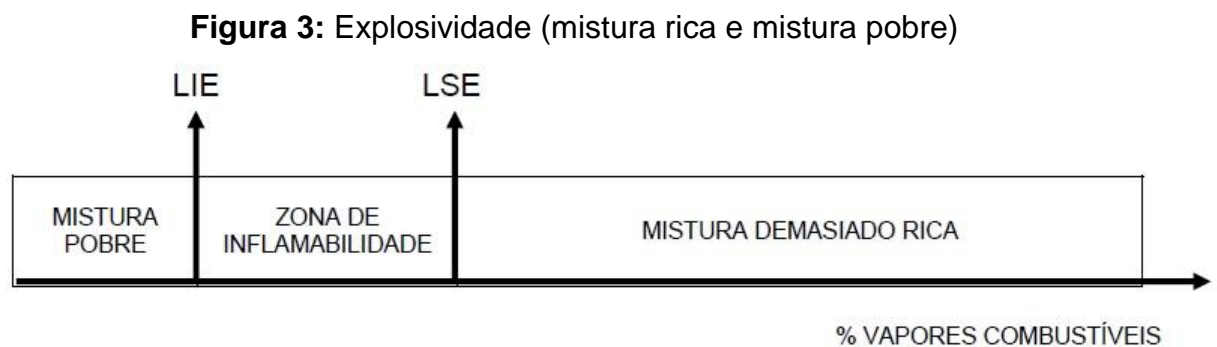 Figura 3: Explosividade (mistura rica e mistura pobre)
LIE
LSE
MISTURA
POBRE
ZONA DE
INFLAMABILIDADE
MISTURA DEMASIADO RICA
% VAPORES COMBUSTÍVEIS